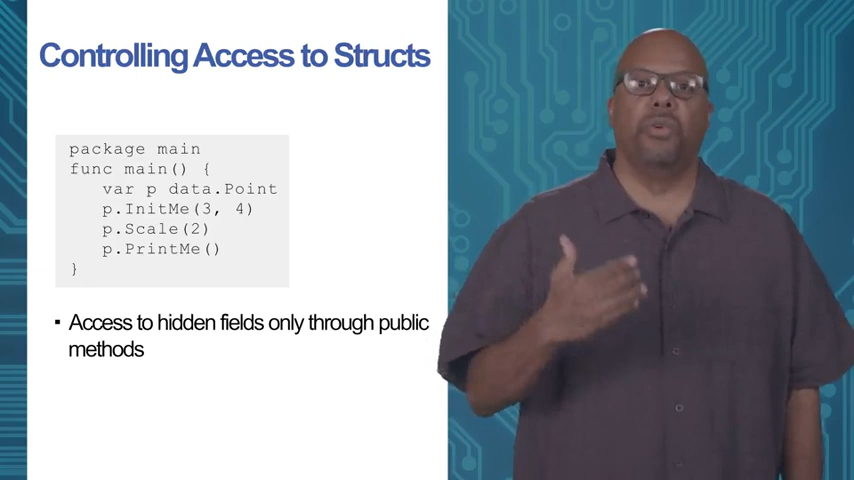 Controlling Access to Structs
package main
func main() {
   var p data.Point
   p.InitMe(3, 4)
   p.Scale(2)
   p.PrintMe()
}
▪ Access to hidden fields only through public
methods